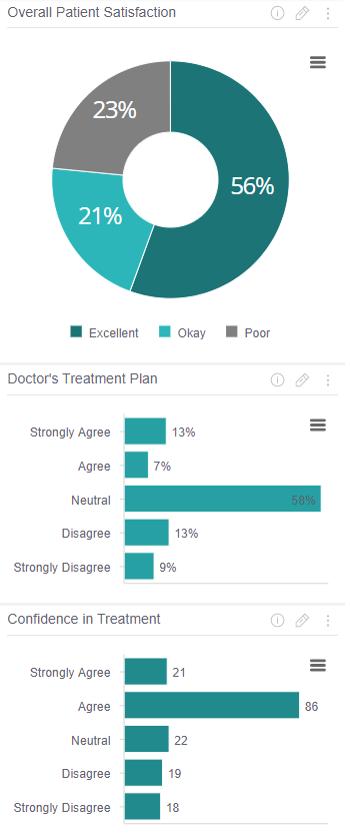 Overall Patient Satisfaction
23%
56%
21%
Excellent Okay Poor
Doctor's Treatment Plan
Strongly Agree 13%
Agree 7%
Neutral 58%
Disagree 13%
Strongly Disagree 9%
Confidence in Treatment
Strongly Agree 21
Agree 86
Neutral 22
Disagree 19
Strongly Disagree 18